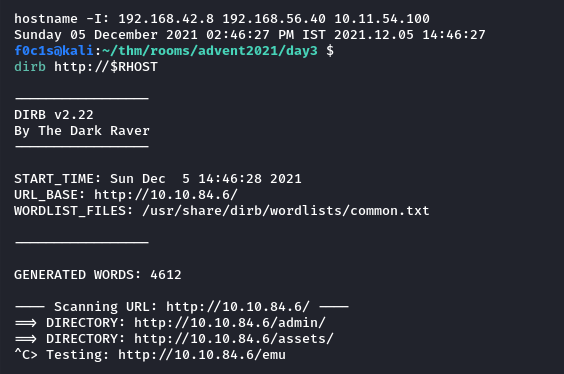 hostname -I: 192.168.42.8 192.168.56.40 10.11.54.100
Sunday 05 December 2021 02:46:27 PM IST 2021.12.05 14:46:27
f0c1s@kali:~/thm/rooms/advent2021/day3 $
dirb http://$RHOST
-----------------
DIRB v2.22
By The Dark Raver
-----------------
START_TIME: Sun Dec  5 14:46:28 2021
URL_BASE: http://10.10.84.6/
WORDLIST_FILES: /usr/share/dirb/wordlists/common.txt
-----------------
GENERATED WORDS: 4612
---- Scanning URL: http://10.10.84.6/ ----
==> DIRECTORY: http://10.10.84.6/admin/
==> DIRECTORY: http://10.10.84.6/assets/
^C> Testing: http://10.10.84.6/emu